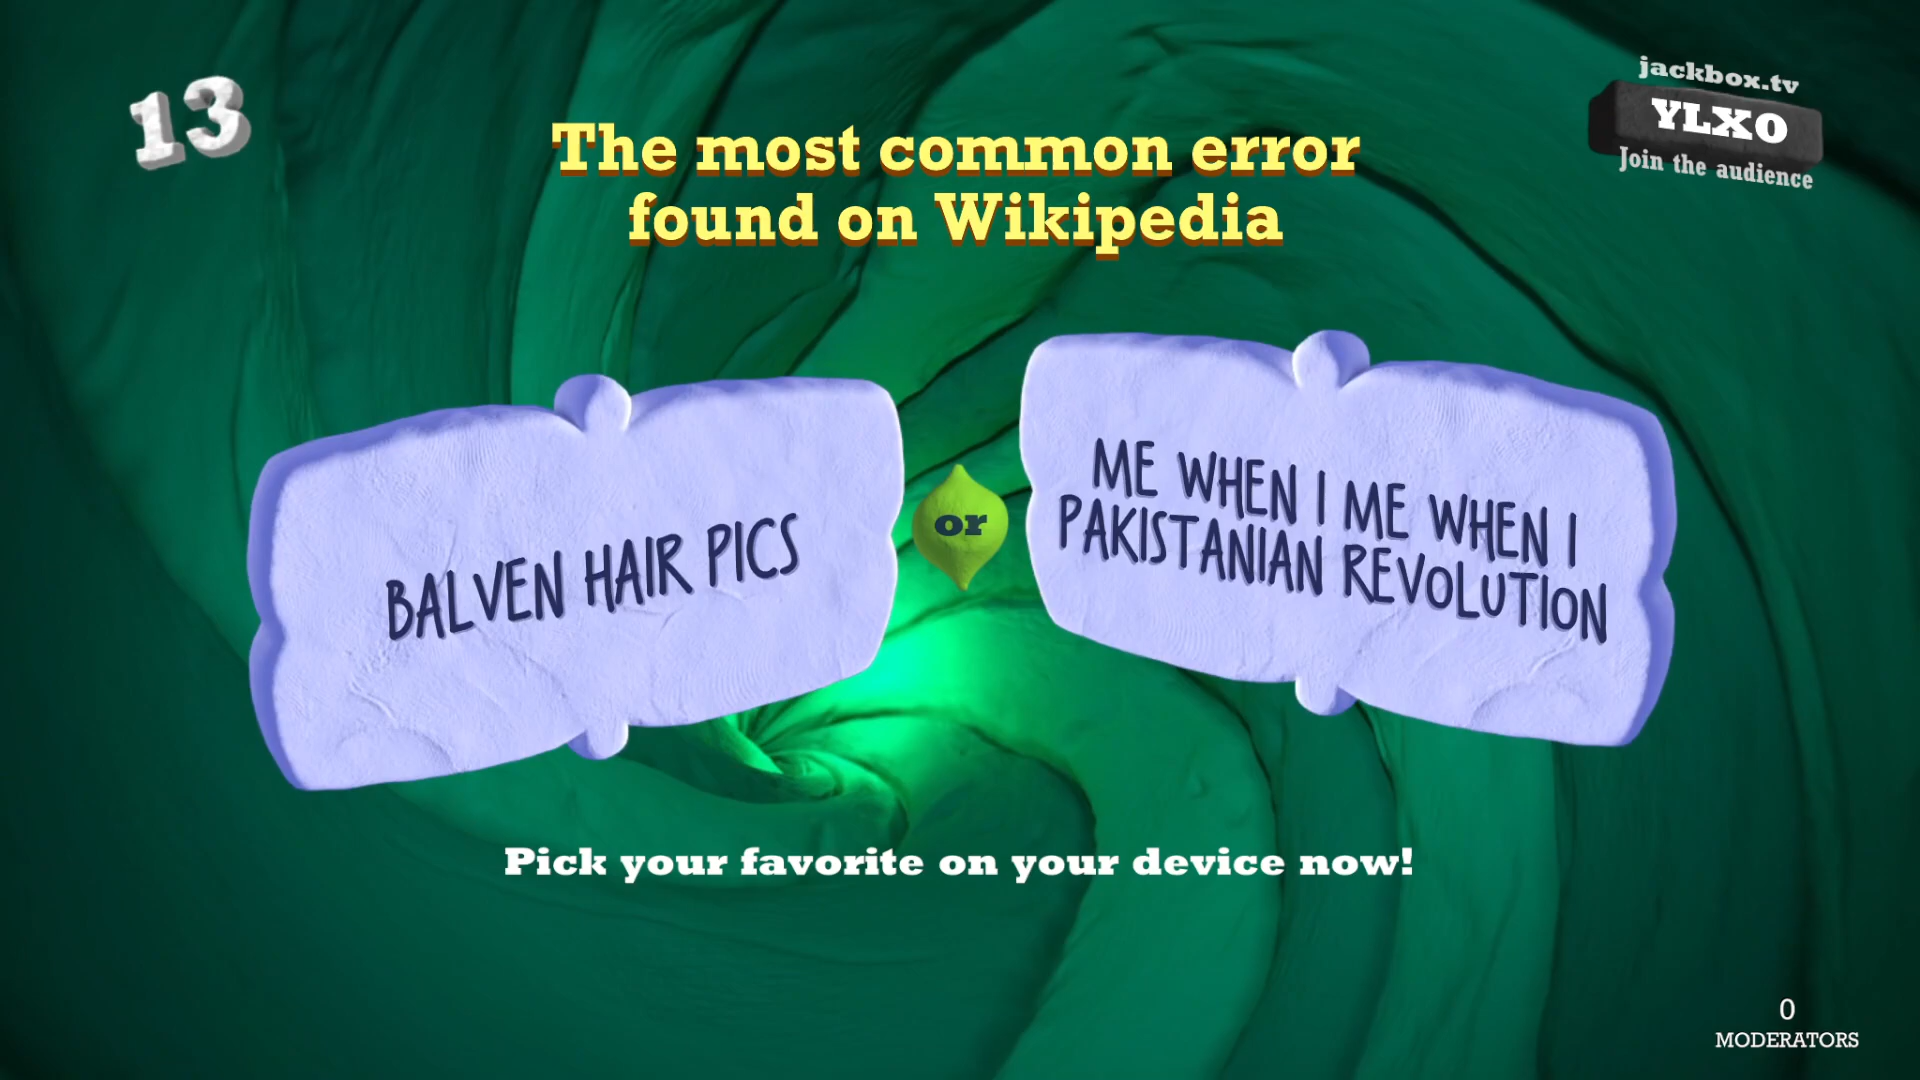 13
jackbox.tv
YLXO
Join the audience
The most common error
found on Wikipedia
BALVEN HAIR PICS
or
ME WHEN I ME WHEN I
PAKISTANIAN REVOLUTION
Pick your favorite on your device now!
0
MODERATORS